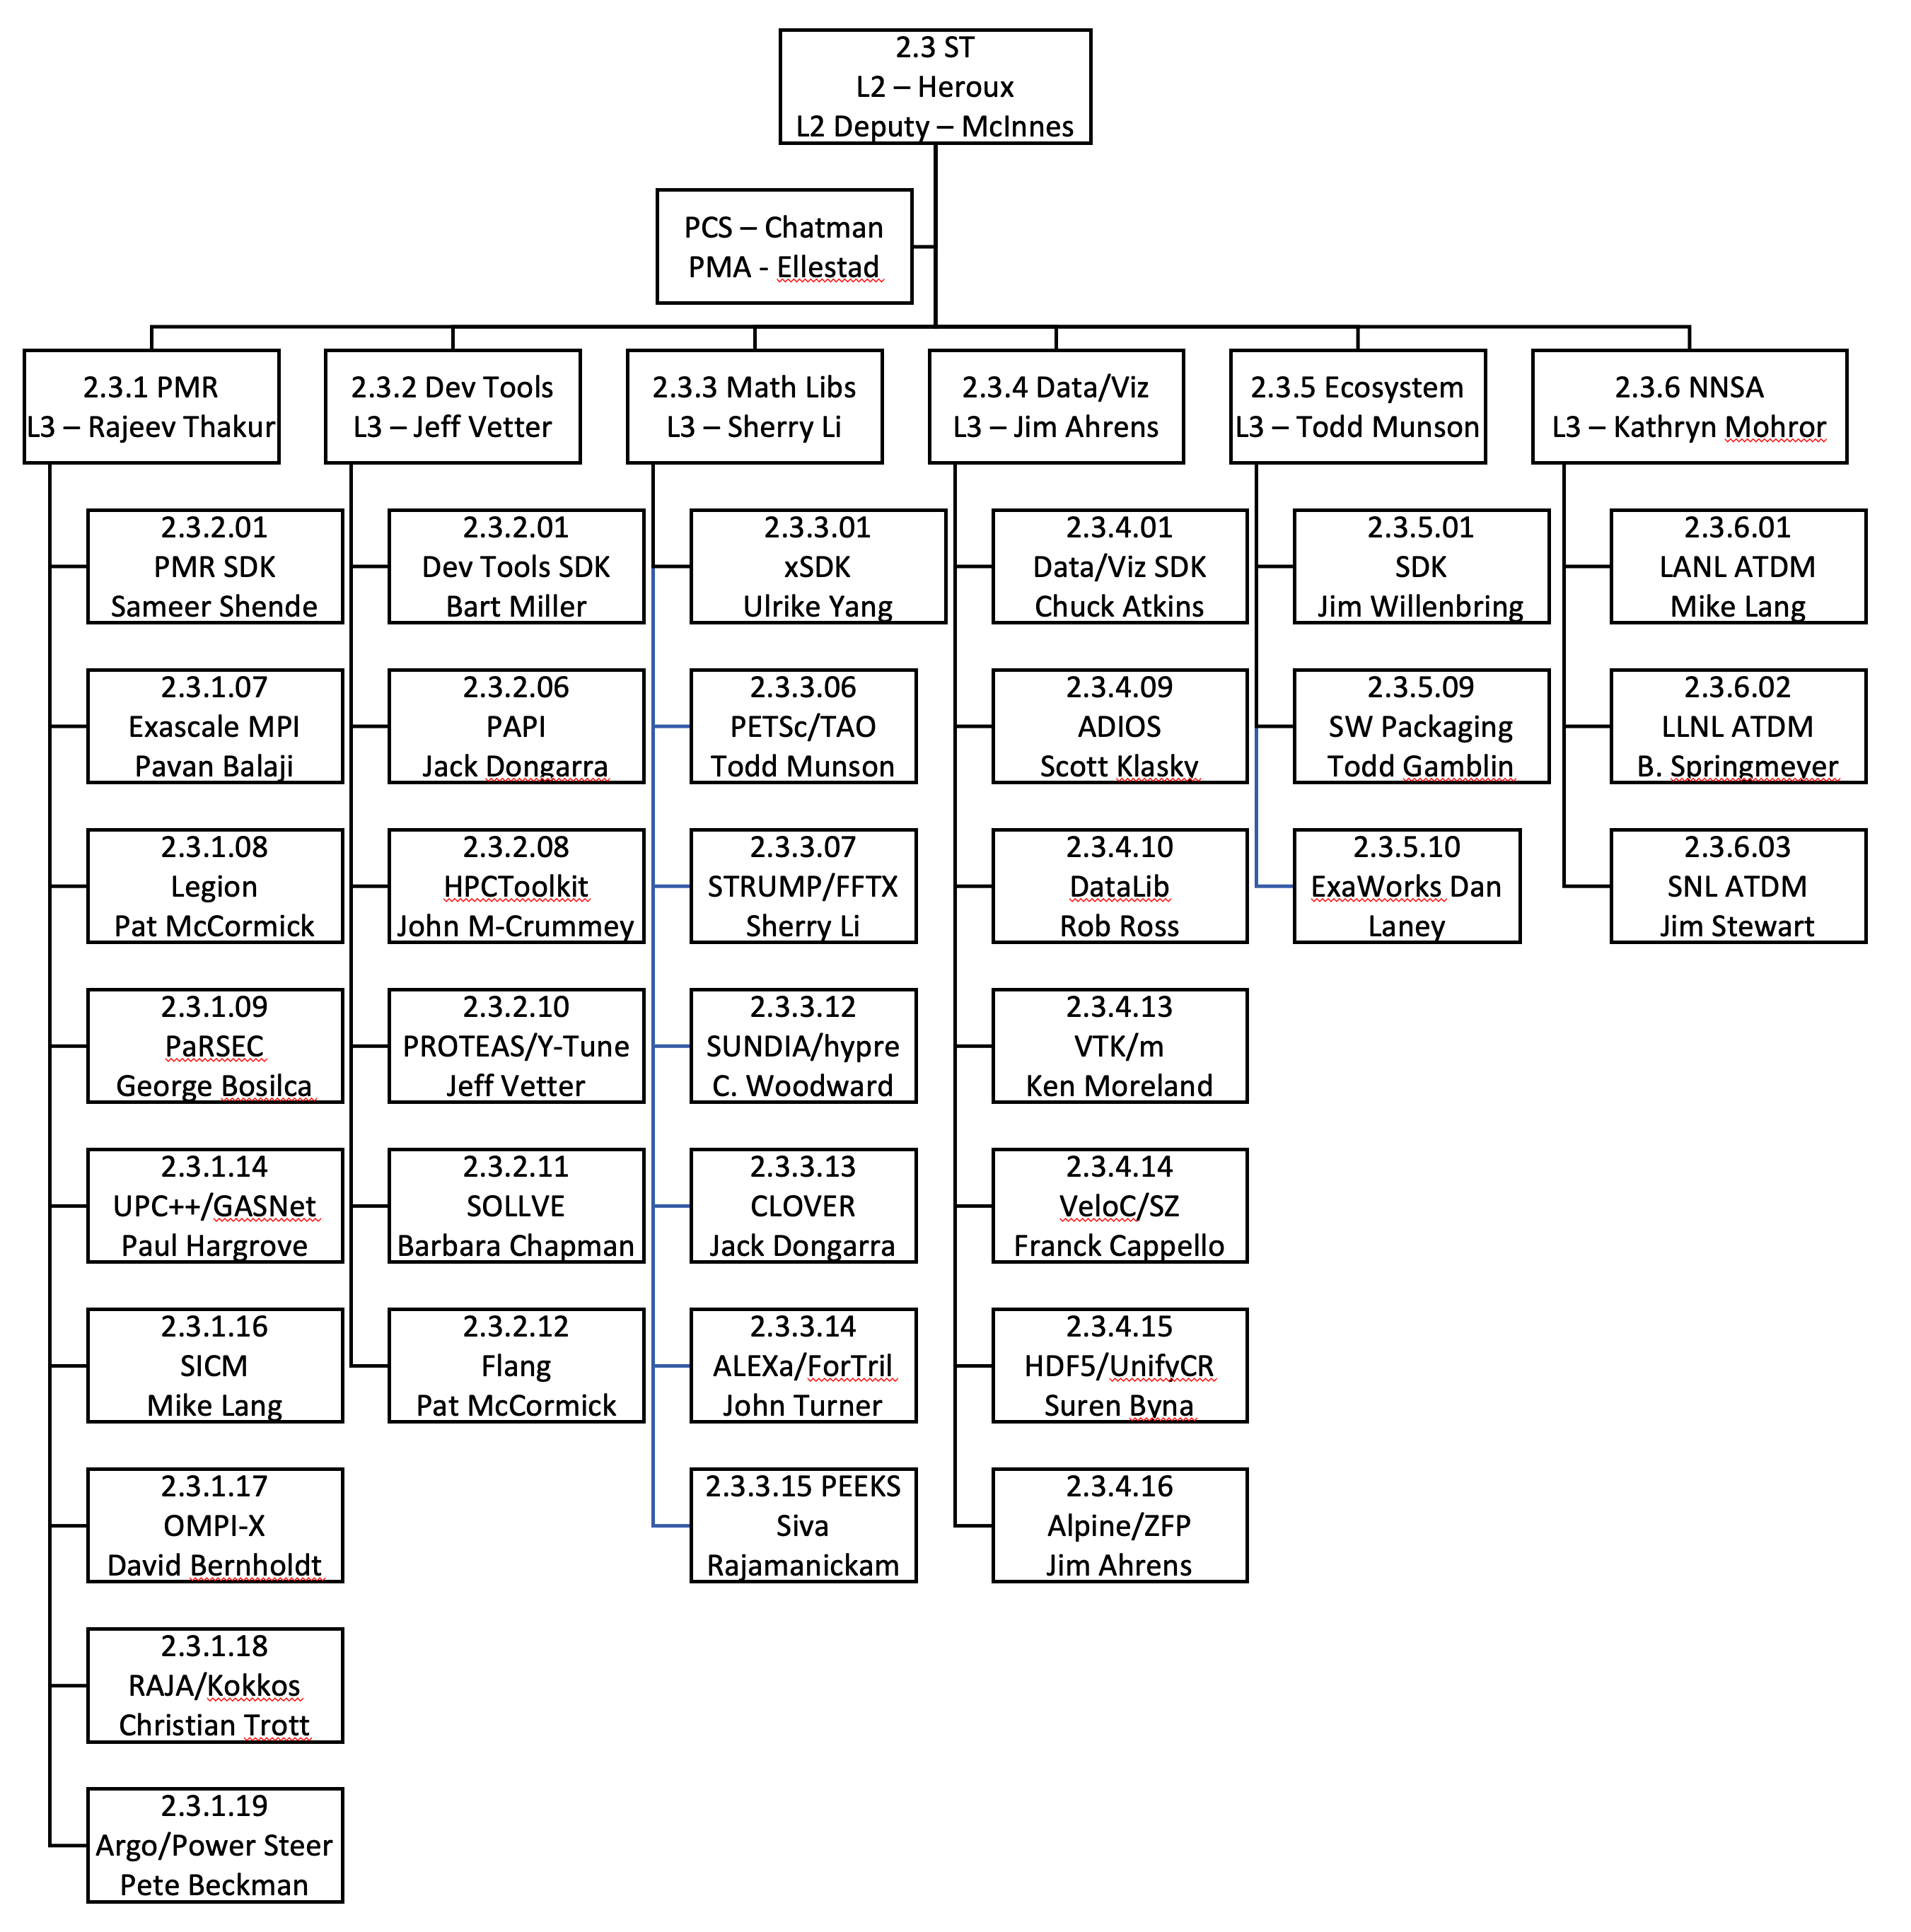 2.3 ST
L2 – Heroux
L2 Deputy – McInnes
PCS – Chatman
PMA - Ellestad
2.3.1 PMR
L3 – Rajeev Thakur
2.3.2 Dev Tools
L3 – Jeff Vetter
2.3.3 Math Libs
L3 – Sherry Li
2.3.4 Data/Viz
L3 – Jim Ahrens
2.3.5 Ecosystem
L3 – Todd Munson
2.3.6 NNSA
L3 – Kathryn Mohror
2.3.2.01
PMR SDK
Sameer Shende
2.3.1.07
Exascale MPI
Pavan Balaji
2.3.1.08
Legion
Pat McCormick
2.3.1.09
PaRSEC
George Bosilca
2.3.1.14
UPC++/GASNet
Paul Hargrove
2.3.1.16
SICM
Mike Lang
2.3.1.17
OMPI-X
David Bernholdt
2.3.1.18
RAJA/Kokkos
Christian Trott
2.3.1.19
Argo/Power Steer
Pete Beckman
2.3.2.01
Dev Tools SDK
Bart Miller
2.3.2.06
PAPI
Jack Dongarra
2.3.2.08
HPCToolkit
John M-Crummey
2.3.2.10
PROTEAS/Y-Tune
Jeff Vetter
2.3.2.11
SOLLVE
Barbara Chapman
2.3.2.12
Flang
Pat McCormick
2.3.3.01
xSDK
Ulrike Yang
2.3.3.06
PETSc/TAO
Todd Munson
2.3.3.07
STRUMP/FFTX
Sherry Li
2.3.3.12
SUNDIA/hypre
C. Woodward
2.3.3.13
CLOVER
Jack Dongarra
2.3.3.14
ALEXa/ForTril
John Turner
2.3.3.15 PEEKS
Siva
Rajamanickam
2.3.4.01
Data/Viz SDK
Chuck Atkins
2.3.4.09
ADIOS
Scott Klasky
2.3.4.10
DataLib
Rob Ross
2.3.4.13
VTK/m
Ken Moreland
2.3.4.14
VeloC/SZ
Franck Cappello
2.3.4.15
HDF5/UnifyCR
Suren Byna
2.3.4.16
Alpine/ZFP
Jim Ahrens
2.3.5.01
SDK
Jim Willenbring
2.3.5.09
SW Packaging
Todd Gamblin
2.3.5.10
ExaWorks Dan
Laney
2.3.6.01
LANL ATDM
Mike Lang
2.3.6.02
LLNL ATDM
B. Springmeyer
2.3.6.03
SNL ATDM
Jim Stewart